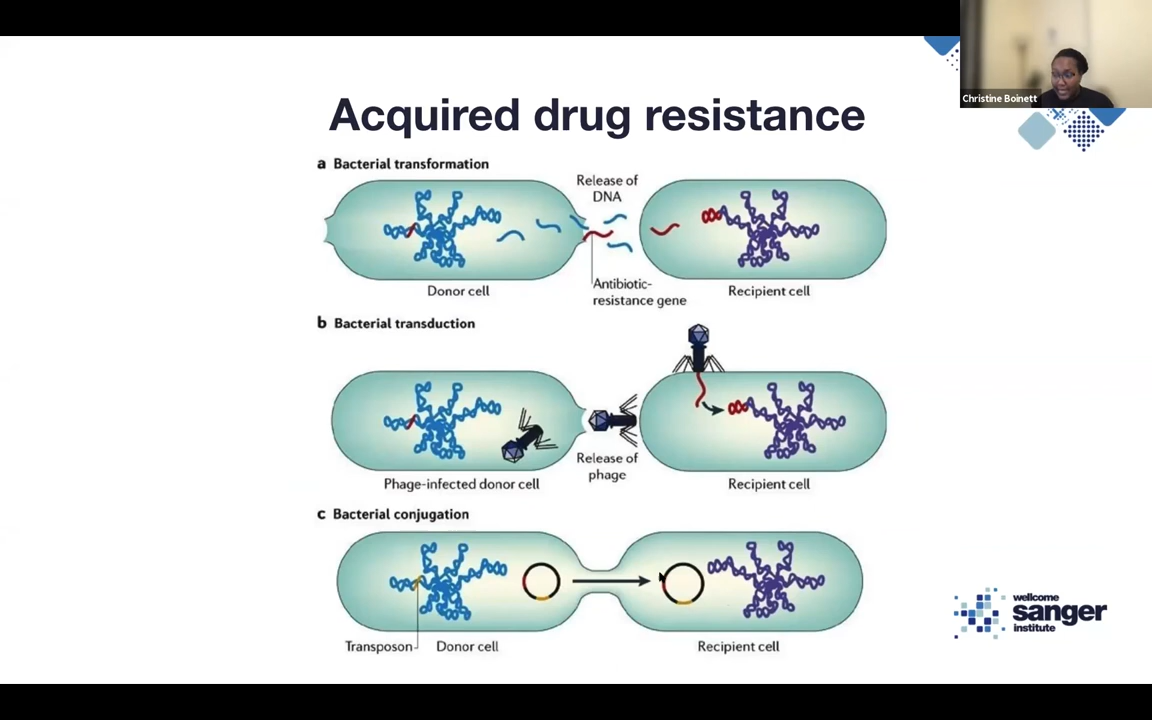 Christine Boinett
Acquired drug resistance
a Bacterial transformation
Release of
DNA
Donor cell
Antibiotic-
resistance gene
Recipient cell
b Bacterial transduction
Phage-infected donor cell
Release of
phage
Recipient cell
c Bacterial conjugation
Transposon
Donor cell
Recipient cell
wellcome
sanger
institute